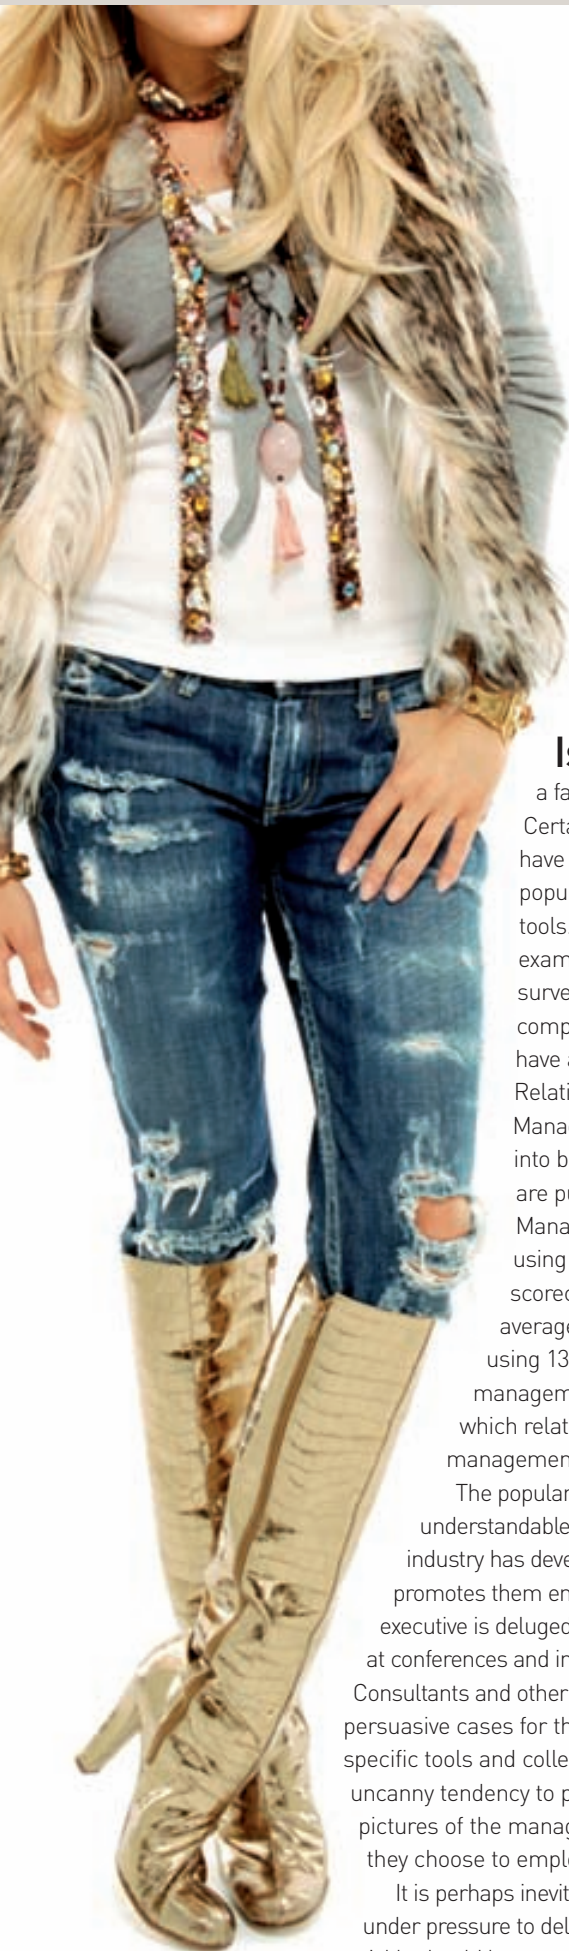 Is
a fa
Certa
have
popu
tools.
exam
surve
comp
have a
Relati
Manag
into b
are pu
Mana
using
scorec
average
using 13
managem
which relat
managemen
The popular
understandable
industry has deve
promotes them en
executive is deluged
at conferences and in
Consultants and other
persuasive cases for th
specific tools and colle
uncanny tendency to p
pictures of the manag
they choose to emplo
It is perhaps inevit
under pressure to del